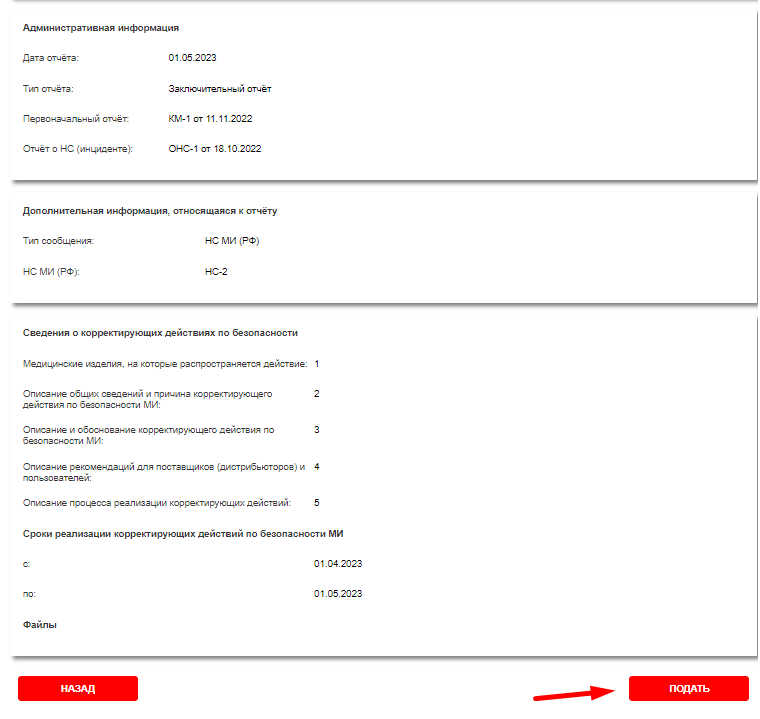 Административная информация
Дата отчёта: 01.05.2023
Тип отчёта: Заключительный отчёт
Первоначальный отчёт: КМ-1 от 11.11.2022
Отчёт о НС (инциденте): ОНС-1 от 18.10.2022
Дополнительная информация, относящаяся к отчёту
Тип сообщения: НС МИ (РФ)
НС МИ (РФ): НС-2
Сведения о корректирующих действиях по безопасности
Медицинские изделия, на которые распространяется действие: 1
Описание общих сведений и причина корректирующего 2
действия по безопасности МИ:
Описание и обоснование корректирующего действия по 3
безопасности МИ:
Описание рекомендаций для поставщиков (дистрибьюторов) и 4
пользователей:
Описание процесса реализации корректирующих действий: 5
Сроки реализации корректирующих действий по безопасности МИ
с: 01.04.2023
по: 01.05.2023
Файлы
НАЗАД ПОДАТЬ